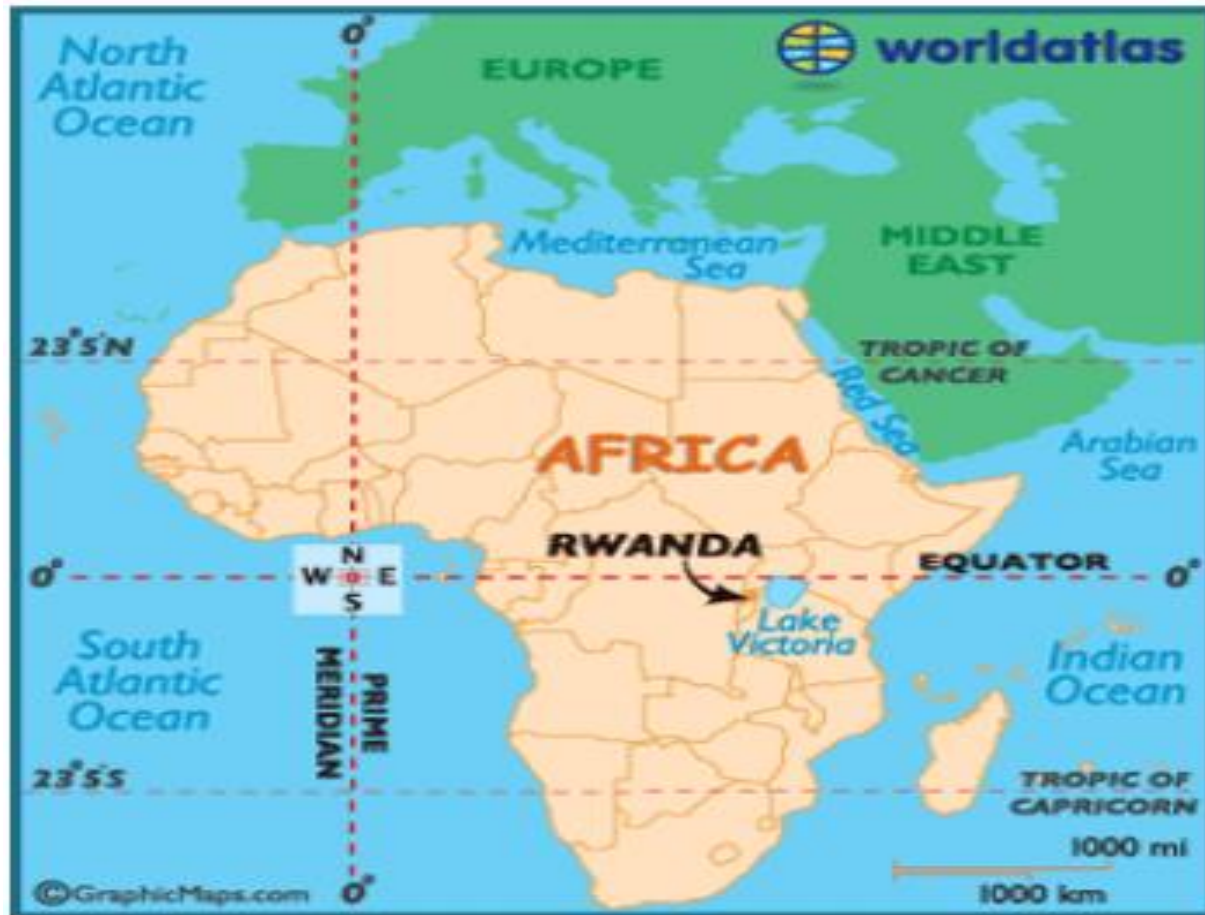 0°
North
Atlantic
Ocean
EUROPE
worldatlas
Mediterranean
Sea
MIDDLE
EAST
23°5'N
TROPIC OF
CANCER
Red Sea
AFRICA
Arabian
Sea
RWANDA
EQUATOR
0°
N
W E
S
0°
Lake
Victoria
South
Atlantic
Ocean
PRIME
MERIDIAN
Indian
Ocean
23°5'S
TROPIC OF
CAPRICORN
1000 mi
1000 km
©GraphicMaps.com
0°